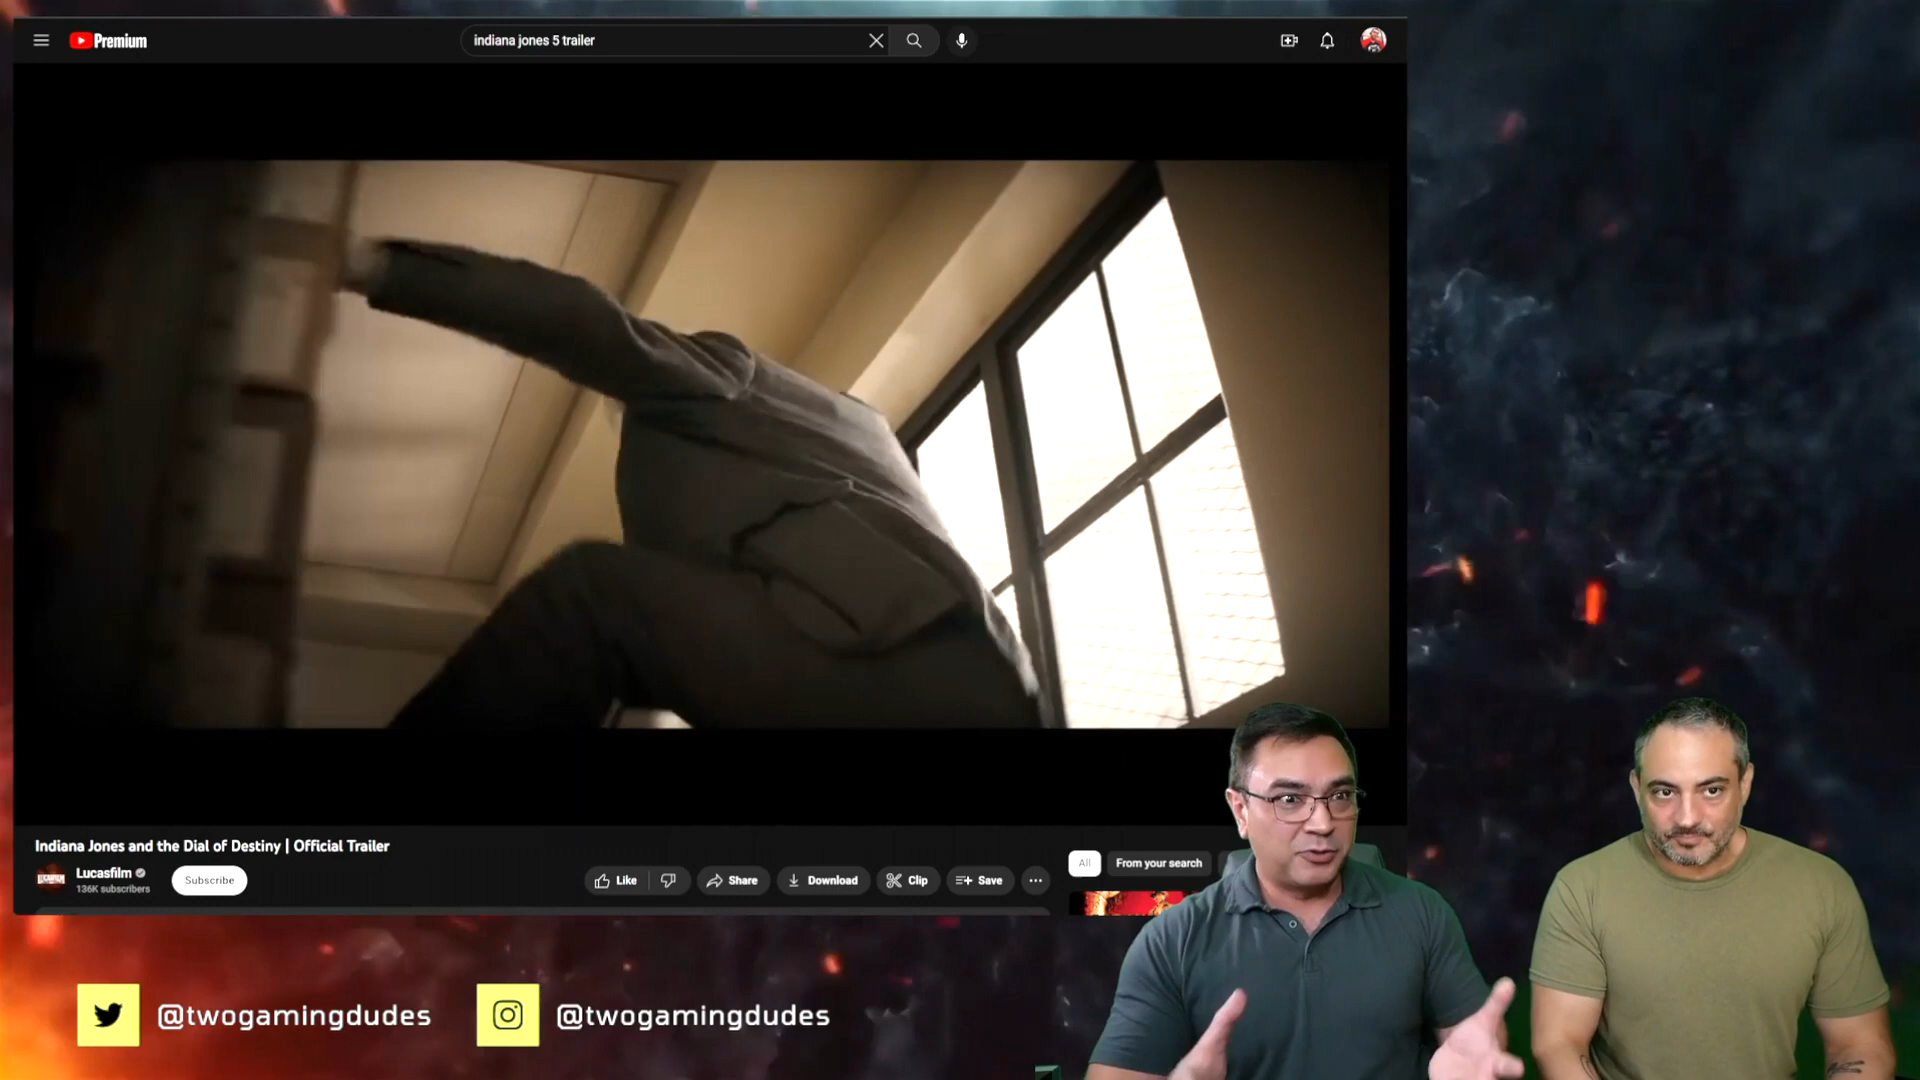 Premium
indiana jones 5 trailer
Indiana Jones and the Dial of Destiny | Official Trailer
Lucasfilm
136K subscribers
Subscribe
Like
Share
Download
Clip
Save
All
From your search
@twogamingdudes
@twogamingdudes